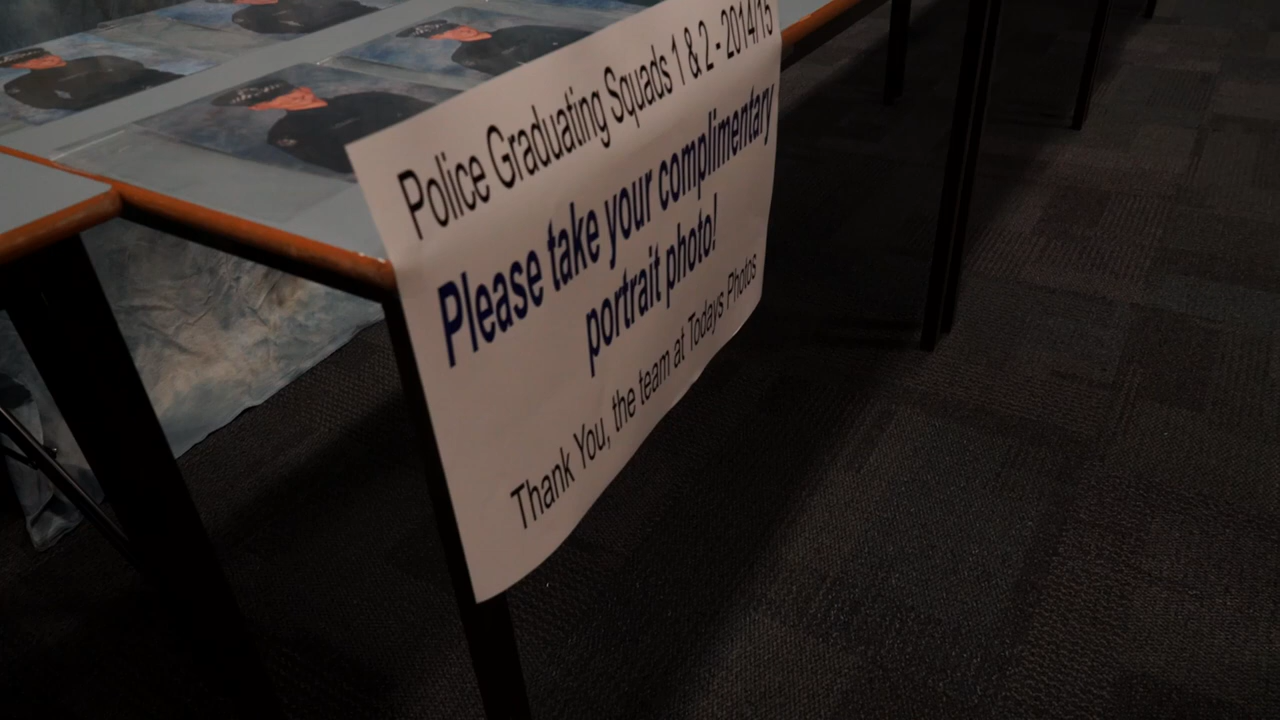 Police Graduating Squads 1 & 2 - 2014/15
Please take your complimentary
portrait photo!
Thank You, the team at Todays Photos